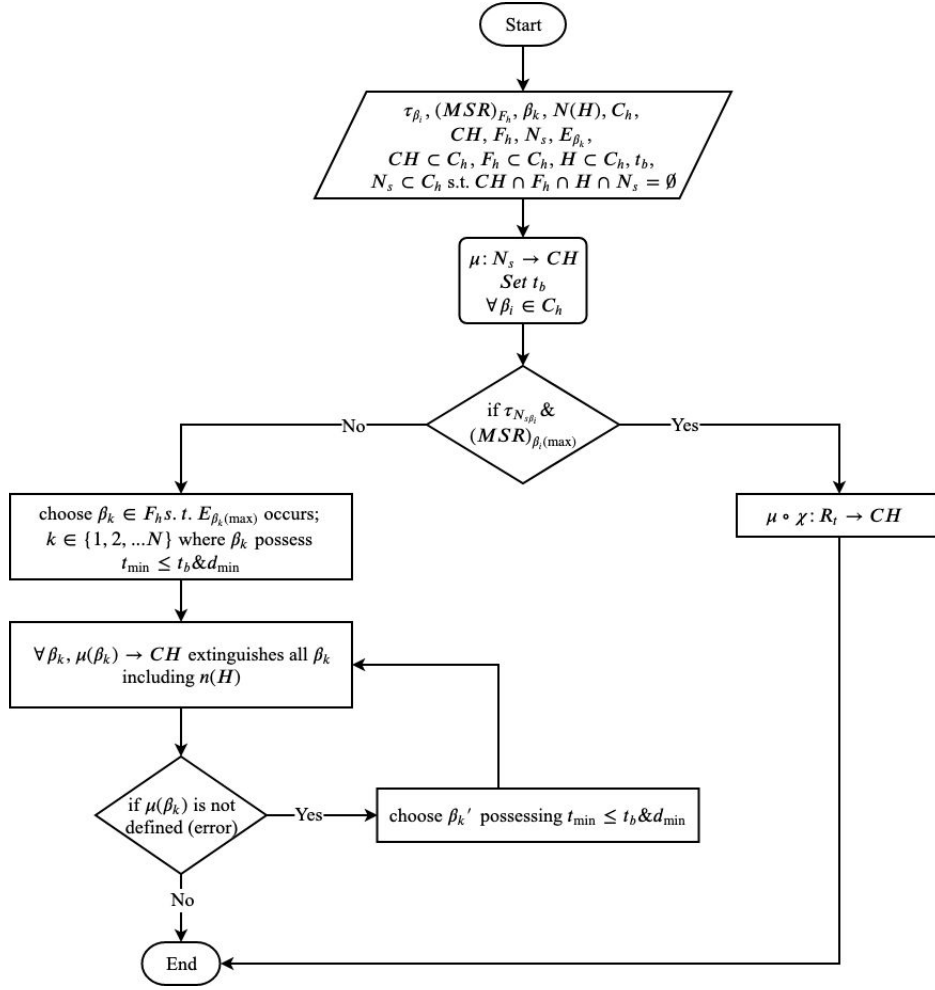 Start
τ_{β_i}, (MSR)_{F_h}, β_k, N(H), C_h,
CH, F_h, N_s, E_{β_k},
CH ⊂ C_h, F_h ⊂ C_h, H ⊂ C_h, t_b,
N_s ⊂ C_h s.t. CH ∩ F_h ∩ H ∩ N_s = ∅
μ: N_s → CH
Set t_b
∀ β_i ∈ C_h
if τ_{N_{sβ_i}} &
(MSR)_{β_i(max)}
No
Yes
choose β_k ∈ F_h s. t. E_{β_k(max)} occurs;
k ∈ {1, 2, ...N} where β_k possess
t_min ≤ t_b&d_min
μ ∘ χ: R_t → CH
∀ β_k, μ(β_k) → CH extinguishes all β_k
including n(H)
if μ(β_k) is not
defined (error)
Yes
choose β_k′ possessing t_min ≤ t_b&d_min
No
End